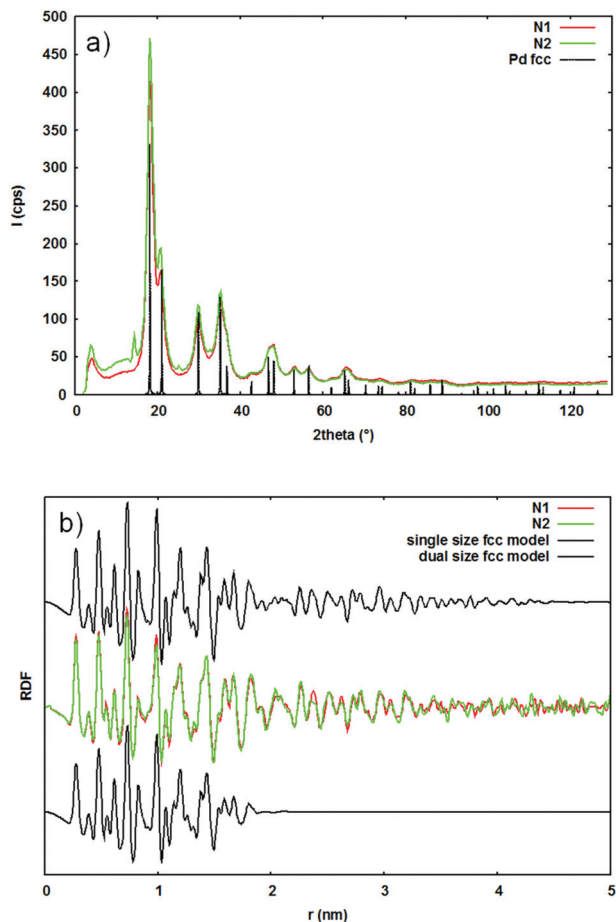 a)
N1
N2
Pd fcc
500
450
400
350
300
250
200
150
100
50
0
I (cps)
0 20 40 60 80 100 120
2theta (°)
b)
N1
N2
single size fcc model
dual size fcc model
RDF
0 1 2 3 4 5
r (nm)